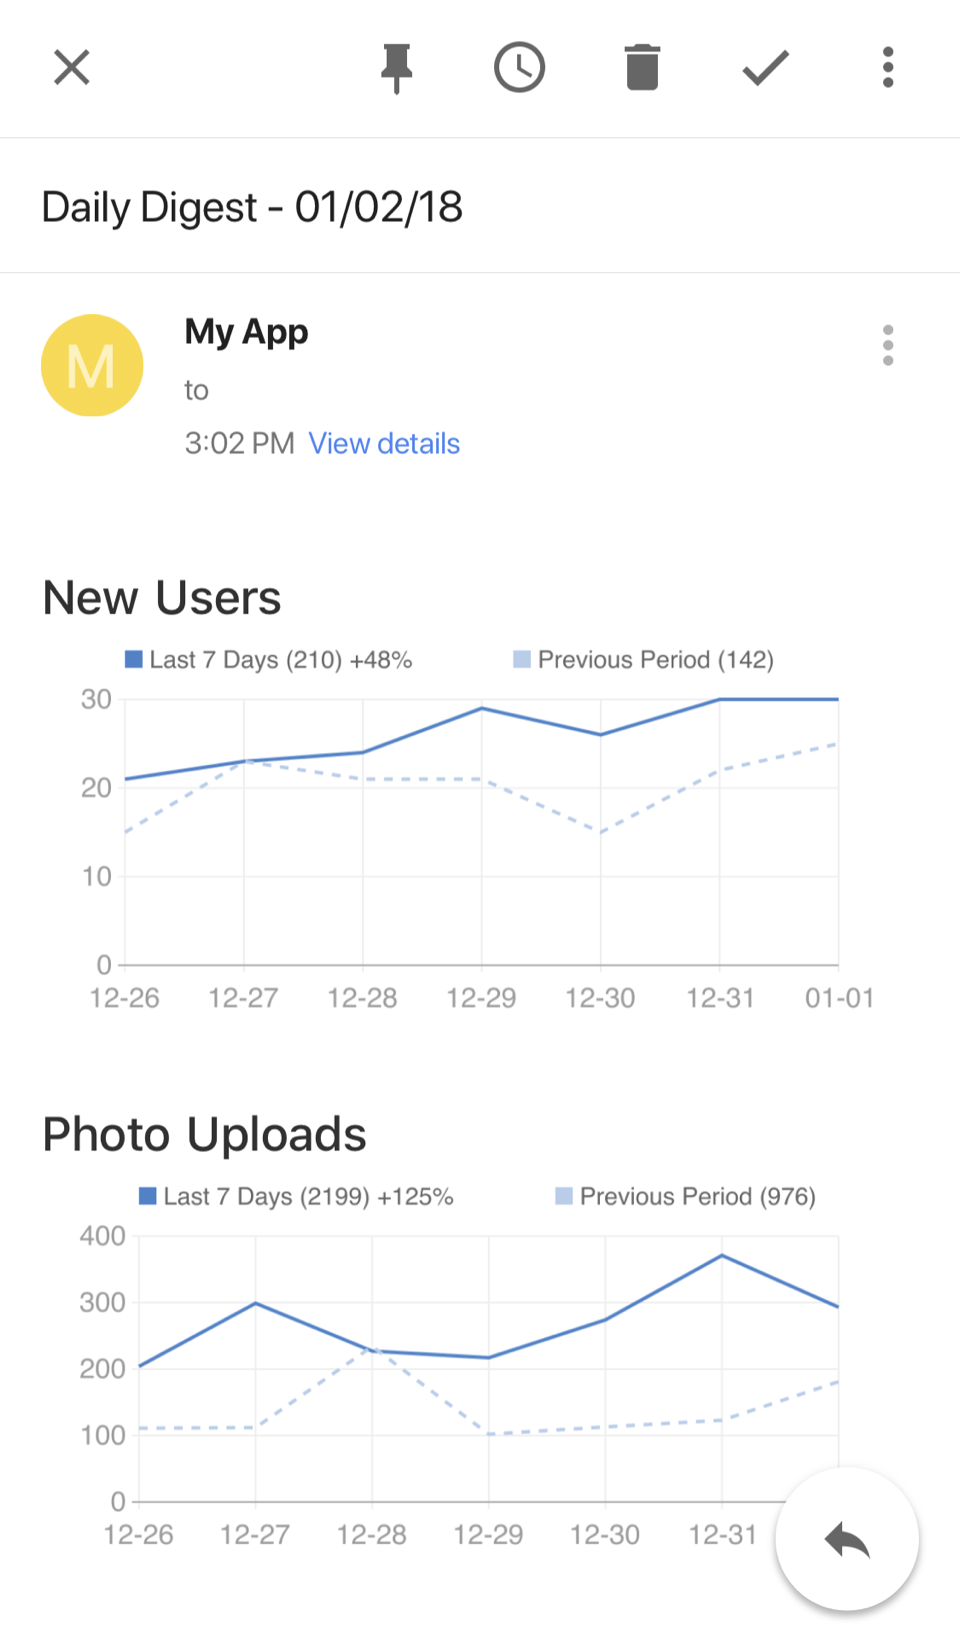 Daily Digest - 01/02/18
M
My App
to
3:02 PM View details
New Users
Last 7 Days (210) +48% Previous Period (142)
30
20
10
0
12-26 12-27 12-28 12-29 12-30 12-31 01-01
Photo Uploads
Last 7 Days (2199) +125% Previous Period (976)
400
300
200
100
0
12-26 12-27 12-28 12-29 12-30 12-31